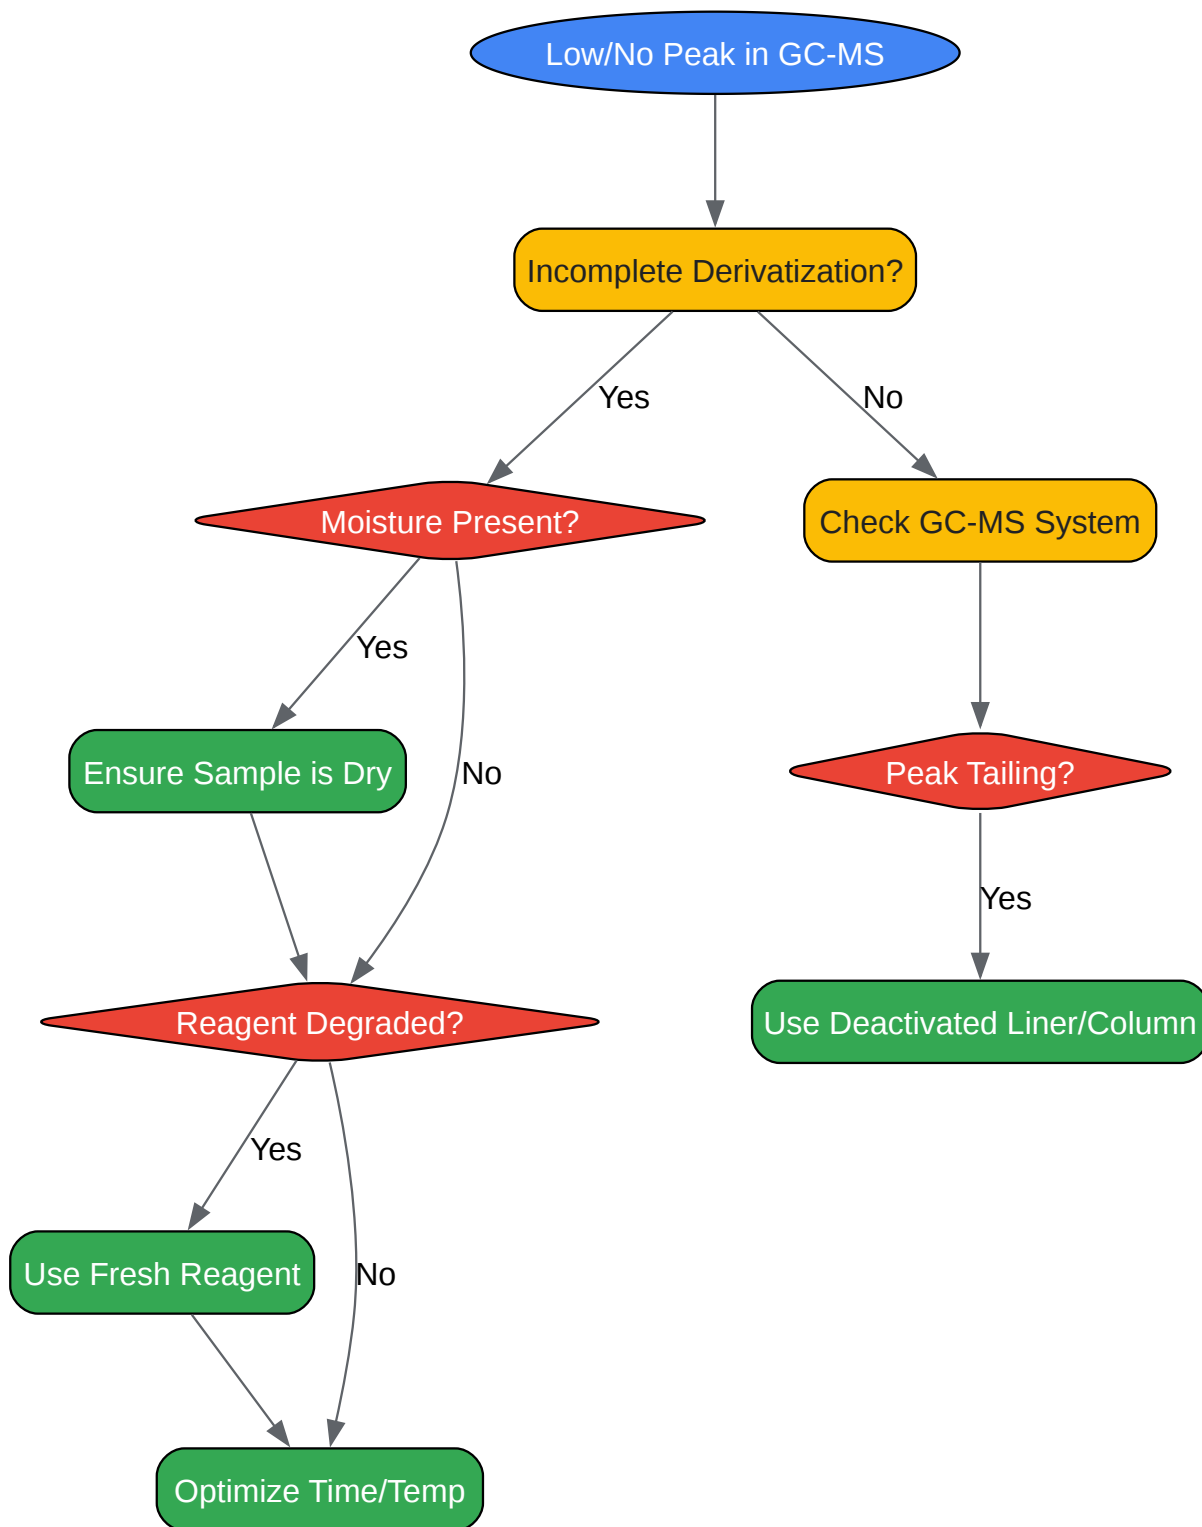 Low/No Peak in GC-MS
Incomplete Derivatization?
Yes
No
Moisture Present?
Check GC-MS System
Yes
Ensure Sample is Dry
No
Peak Tailing?
Yes
Reagent Degraded?
Use Deactivated Liner/Column
Yes
Use Fresh Reagent
No
Optimize Time/Temp